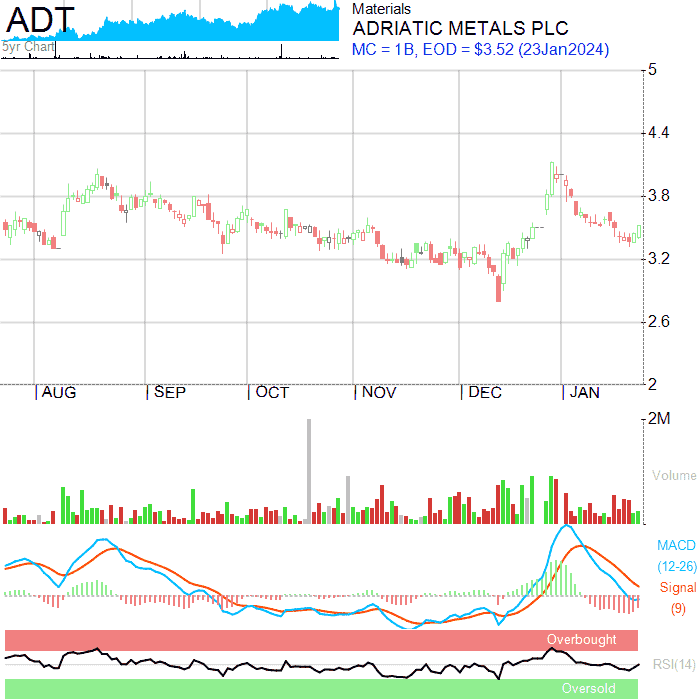 ADT
5yr Chart
Materials
ADRIATIC METALS PLC
MC = 1B, EOD = $3.52 (23Jan2024)
5
4.4
3.8
3.2
2.6
2
AUG SEP OCT NOV DEC JAN
2M
Volume
MACD
(12-26)
Signal
(9)
Overbought
RSI(14)
Oversold